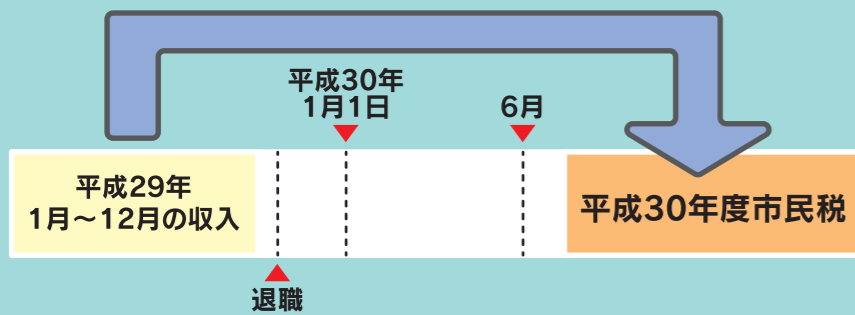 平成30年
1月1日
6月
平成29年
1月～12月の収入
平成30年度市民税
退職